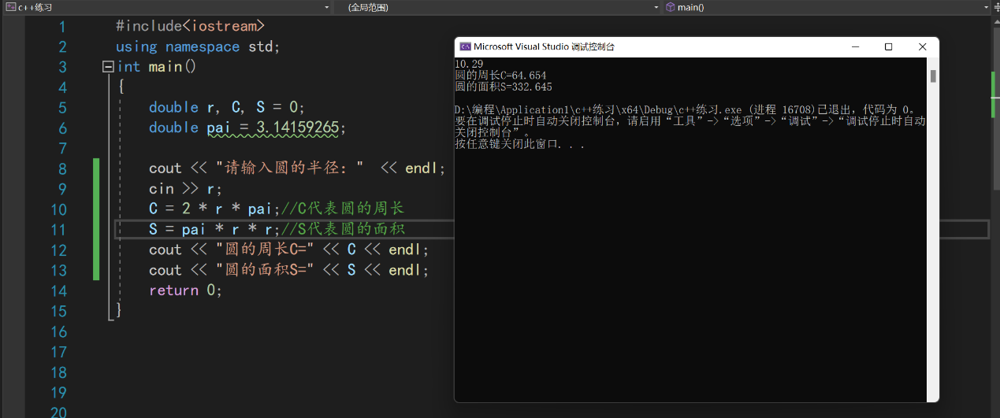 c++练习 (全局范围) main()
1 #include<iostream>
2 using namespace std;
3 int main()
4 {
5 double r, C, S = 0;
6 double pai = 3.14159265;
7
8 cout << "请输入圆的半径：" << endl;
9 cin >> r;
10 C = 2 * r * pai;//C代表圆的周长
11 S = pai * r * r;//S代表圆的面积
12 cout << "圆的周长C=" << C << endl;
13 cout << "圆的面积S=" << S << endl;
14 return 0;
15 }
16
17
18
19
20
Microsoft Visual Studio 调试控制台
10.29
圆的周长C=64.654
圆的面积S=332.645
D:\编程\Application1\c++练习\x64\Debug\c++练习.exe (进程 16708)已退出，代码为 0。
要在调试停止时自动关闭控制台，请启用“工具”->“选项”->“调试”->“调试停止时自动
关闭控制台”。
按任意键关闭此窗口. . .